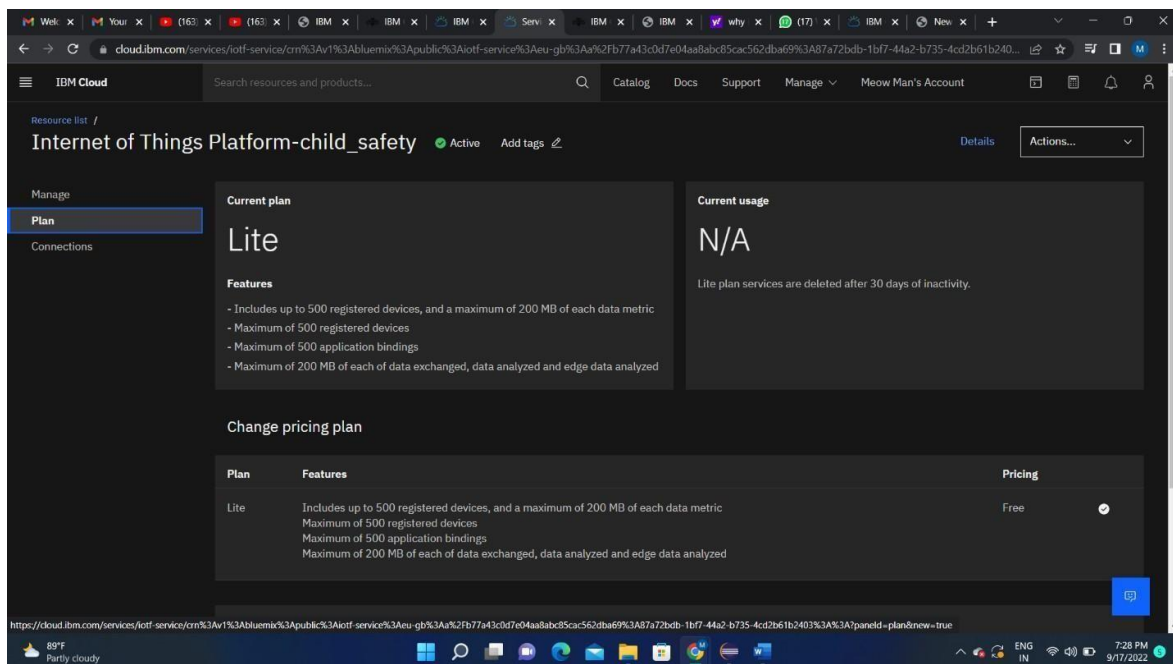 Welc
Your
(163)
(163)
IBM
IBM
IBM
Servi
IBM
IBM
why
(17)
IBM
New
cloud.ibm.com/services/iotf-service/crn%3Av1%3Abluemix%3Apublic%3Aiotf-service%3Aeu-gb%3Aa%2Fb77a43c0d7e04aa8abc85cac562dba69%3A87a72bdb-1bf7-44a2-b735-4cd2b61b240...
M
IBM Cloud
Search resources and products...
Catalog
Docs
Support
Manage
Meow Man's Account
Resource list /
Internet of Things Platform-child_safety
Active
Add tags
Details
Actions...
Manage
Plan
Connections
Current plan
Lite
Features
- Includes up to 500 registered devices, and a maximum of 200 MB of each data metric
- Maximum of 500 registered devices
- Maximum of 500 application bindings
- Maximum of 200 MB of each of data exchanged, data analyzed and edge data analyzed
Current usage
N/A
Lite plan services are deleted after 30 days of inactivity.
Change pricing plan
Plan Features Pricing
Lite Includes up to 500 registered devices, and a maximum of 200 MB of each data metric Free
Maximum of 500 registered devices
Maximum of 500 application bindings
Maximum of 200 MB of each of data exchanged, data analyzed and edge data analyzed
https://cloud.ibm.com/services/iotf-service/crn%3Av1%3Abluemix%3Apublic%3Aiotf-service%3Aeu-gb%3Aa%2Fb77a43c0d7e04aa8abc85cac562dba69%3A87a72bdb-1bf7-44a2-b735-4cd2b61b2403%3A%3A?paneId=plan&new=true
89°F
Partly cloudy
ENG
IN
7:28 PM
9/17/2022
5